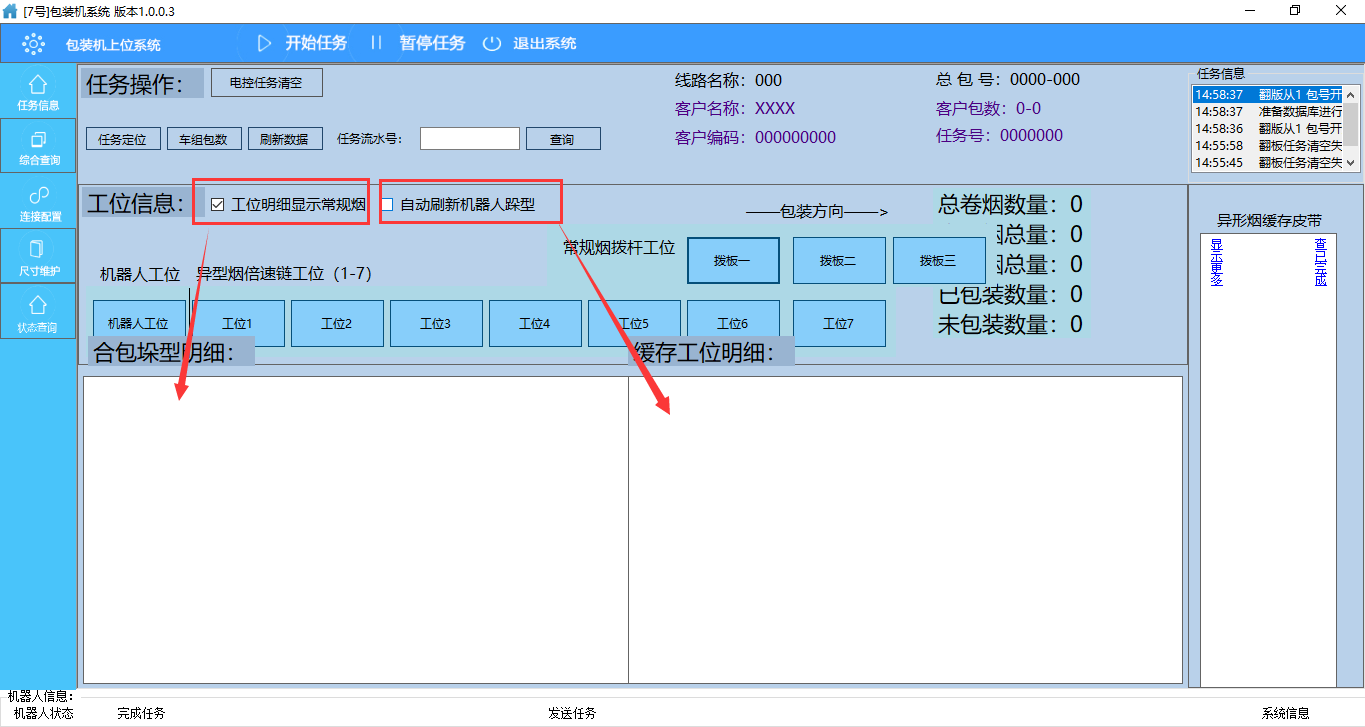 [7号]包装机系统 版本1.0.0.3
包装机上位系统
开始任务
暂停任务
退出系统
任务信息
综合查询
连接配置
尺寸维护
状态查询
任务操作：
电控任务清空
任务定位
车组包数
刷新数据
任务流水号：
查询
线路名称：000
客户名称：XXXX
客户编码：000000000
总 包 号：0000-000
客户包数：0-0
任务号：0000000
任务信息
14:58:37 翻版从1 包号开
14:58:37 准备数据库进行
14:58:36 翻版从1 包号开
14:55:58 翻板任务清空失
14:55:45 翻板任务清空失
工位信息：
工位明细显示常规烟
自动刷新机器人跺型
——包装方向——>
常规烟拨杆工位
拨板一
拨板二
拨板三
机器人工位
异型烟倍速链工位（1-7）
机器人工位
工位1
工位2
工位3
工位4
工位5
工位6
工位7
总卷烟数量：0
烟总量：0
烟总量：0
已包装数量：0
未包装数量：0
合包垛型明细：
缓存工位明细：
异形烟缓存皮带
显示更多
查已完成
机器人信息：
机器人状态
完成任务
发送任务
系统信息